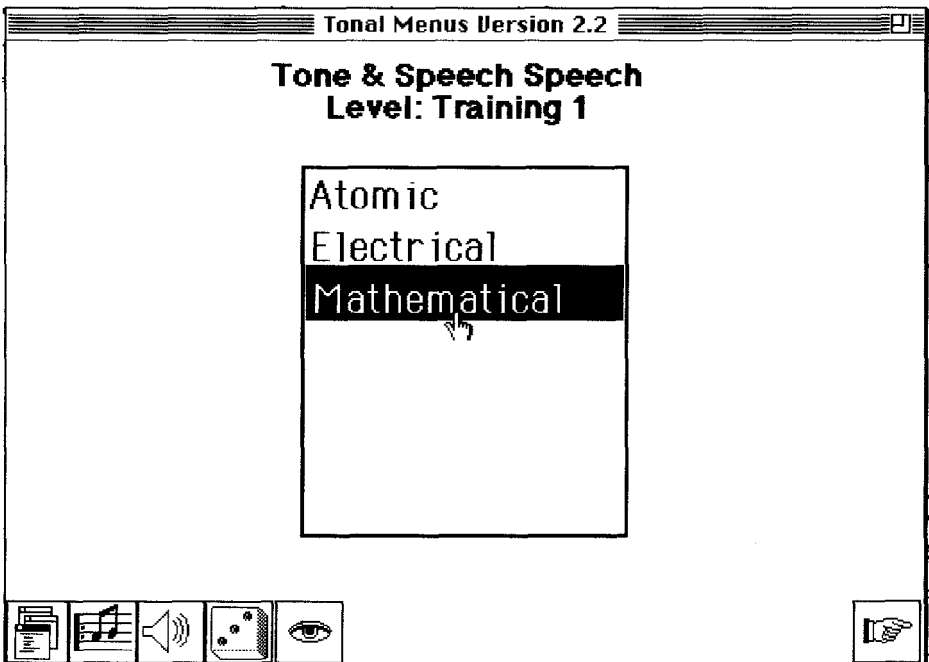 Tonal Menus Version 2.2
Tone & Speech Speech
Level: Training 1
Atomic
Electrical
Mathematical